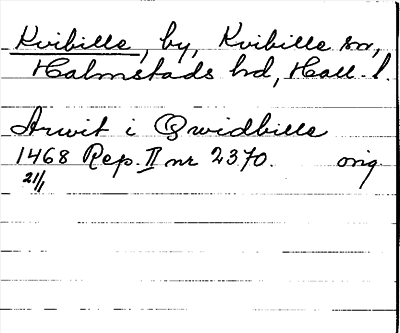 Kvibille, by, Kvibille sn,
Halmstads hd, Hall. l.
Arwit i Qwidbille
1468 Rep. II nr 2370. orig
21/1